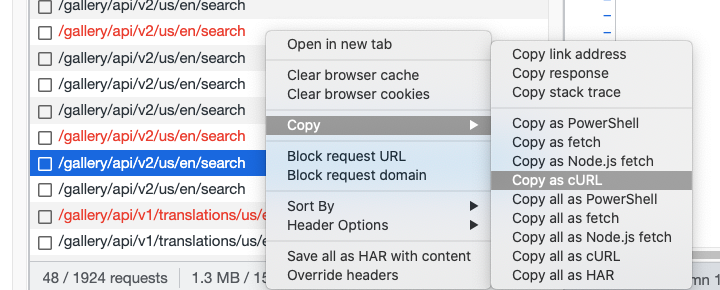 /gallery/api/v2/us/en/search
/gallery/api/v2/us/en/search
/gallery/api/v2/us/en/search
/gallery/api/v2/us/en/search
/gallery/api/v2/us/en/search
/gallery/api/v2/us/en/search
/gallery/api/v2/us/en/search
/gallery/api/v2/us/en/search
/gallery/api/v1/translations/us/e
/gallery/api/v1/translations/us/
48 / 1924 requests
1.3 MB / 15
Open in new tab
Clear browser cache
Clear browser cookies
Copy
Block request URL
Block request domain
Sort By
Header Options
Save all as HAR with content
Override headers
Copy link address
Copy response
Copy stack trace
Copy as PowerShell
Copy as fetch
Copy as Node.js fetch
Copy as cURL
Copy all as PowerShell
Copy all as fetch
Copy all as Node.js fetch
Copy all as cURL
Copy all as HAR
mn 1